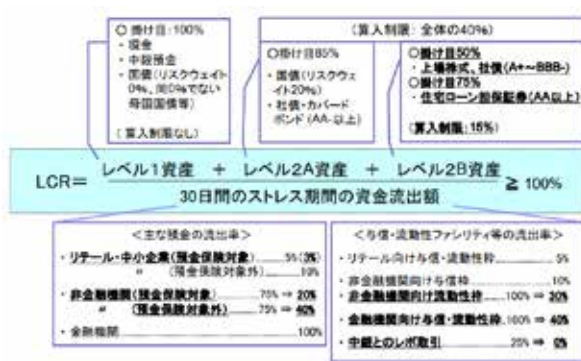 ○掛け目:100%
・現金
・中銀預金
・国債(リスクウェイト
0%、同0%でない
母国国債等)
(算入制限なし)
(算入制限:全体の40%)
○掛け目85%
・国債(リスクウェ
イト20%)
・社債・カバード
ボンド(AA-以上)
○掛け目50%
・上場株式、社債(A+~BBB-)
○掛け目75%
・住宅ローン担保証券(AA以上)
(算入制限:15%)
LCR= レベル1資産 + レベル2A資産 + レベル2B資産 ≧ 100%
30日間のストレス期間の資金流出額
<主な預金の流出率>
・リテール・中小企業(預金保険対象) 5%(3%)
〃 (預金保険対象外) 10%
・非金融機関(預金保険対象) 75% ⇒ 20%
〃 (預金保険対象外) 75% ⇒ 40%
・金融機関 100%
<与信・流動性ファシリティ等の流出率>
・リテール向け与信・流動性枠 5%
・非金融機関向け与信枠 10%
・非金融機関向け流動性枠 100% ⇒ 30%
・金融機関向け与信・流動性枠 100% ⇒ 40%
・中銀とのレポ取引 25% ⇒ 0%